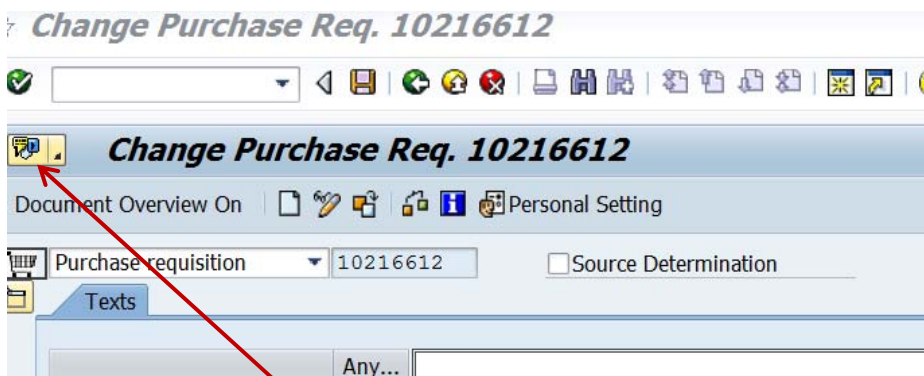 Change Purchase Req. 10216612
Change Purchase Req. 10216612
Document Overview On Personal Setting
Purchase requisition 10216612 Source Determination
Texts
Any...